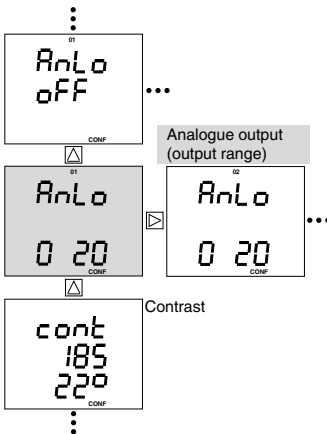 01
AnLo
oFF
CONF
Analogue output
(output range)
01
AnLo
0 20
CONF
02
AnLo
0 20
CONF
Contrast
cont
185
22°
CONF